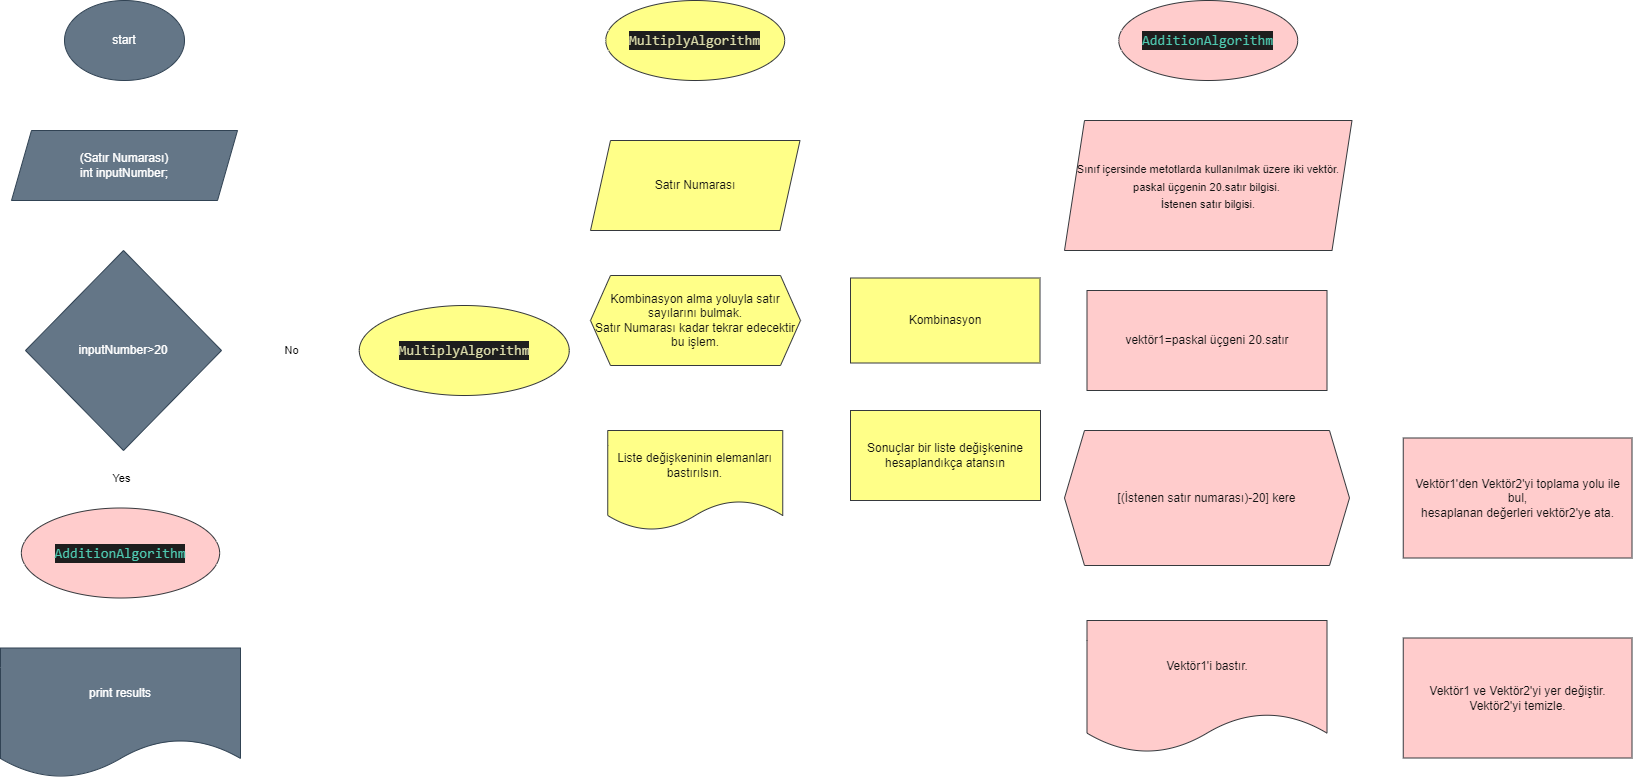 start
(Satır Numarası)
int inputNumber;
inputNumber>20
No
Yes
AdditionAlgorithm
print results
MultiplyAlgorithm
MultiplyAlgorithm
Satır Numarası
Kombinasyon alma yoluyla satır
sayılarını bulmak.
Satır Numarası kadar tekrar edecektir
bu işlem.
Kombinasyon
Sonuçlar bir liste değişkenine
hesaplandıkça atansın
Liste değişkeninin elemanları
bastırılsın.
AdditionAlgorithm
Sınıf içersinde metotlarda kullanılmak üzere iki vektör.
paskal üçgenin 20.satır bilgisi.
İstenen satır bilgisi.
vektör1=paskal üçgeni 20.satır
[(İstenen satır numarası)-20] kere
Vektör1'den Vektör2'yi toplama yolu ile
bul,
hesaplanan değerleri vektör2'ye ata.
Vektör1 ve Vektör2'yi yer değiştir.
Vektör2'yi temizle.
Vektör1'i bastır.